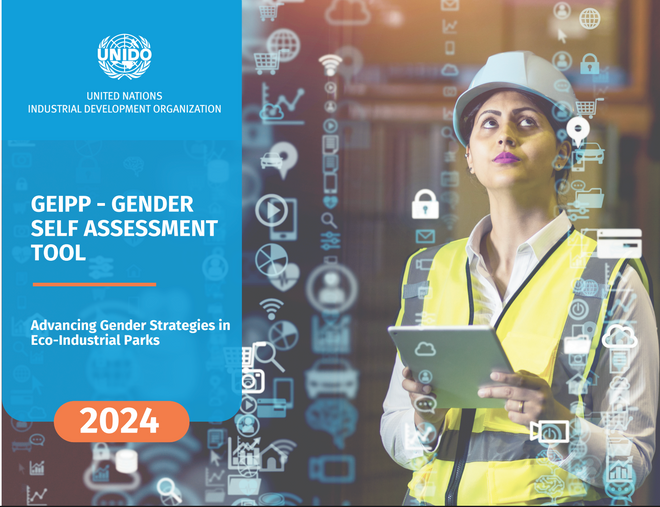 UNIDO
UNITED NATIONS
INDUSTRIAL DEVELOPMENT ORGANIZATION
GEIPP - GENDER
SELF ASSESSMENT
TOOL
Advancing Gender Strategies in
Eco-Industrial Parks
2024